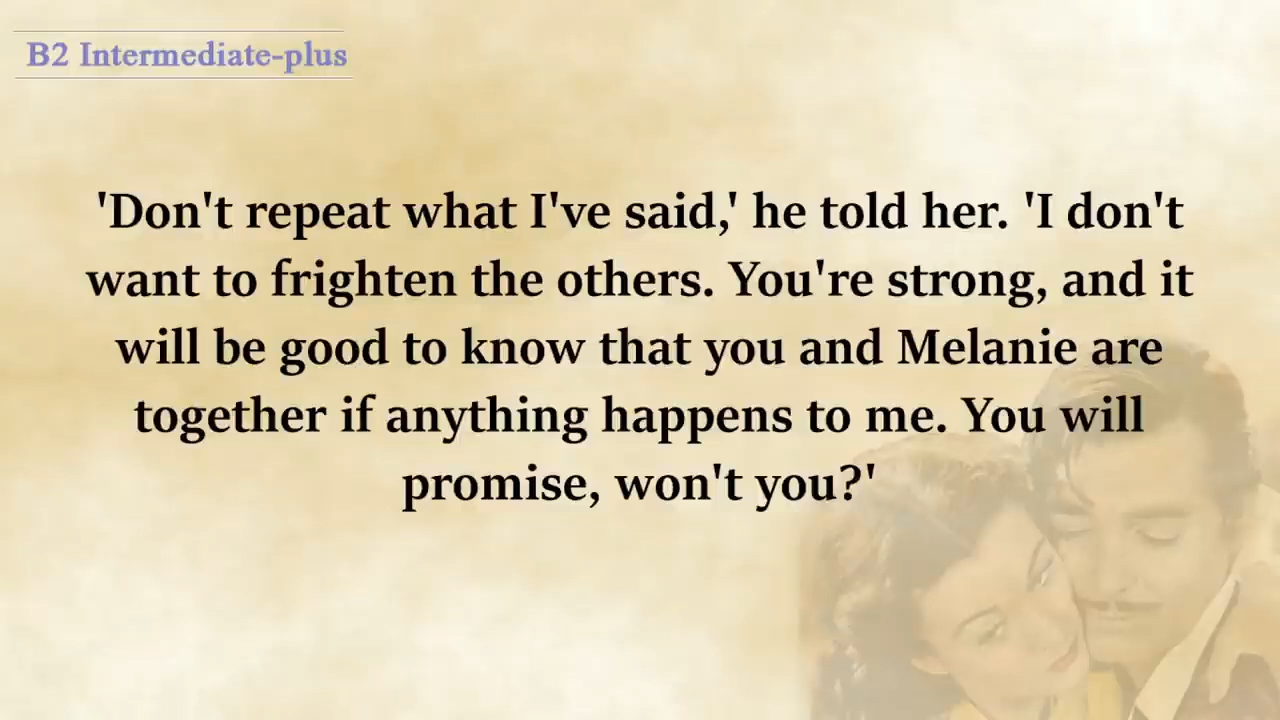 B2 Intermediate-plus
'Don't repeat what I've said,' he told her. 'I don't
want to frighten the others. You're strong, and it
will be good to know that you and Melanie are
together if anything happens to me. You will
promise, won't you?'